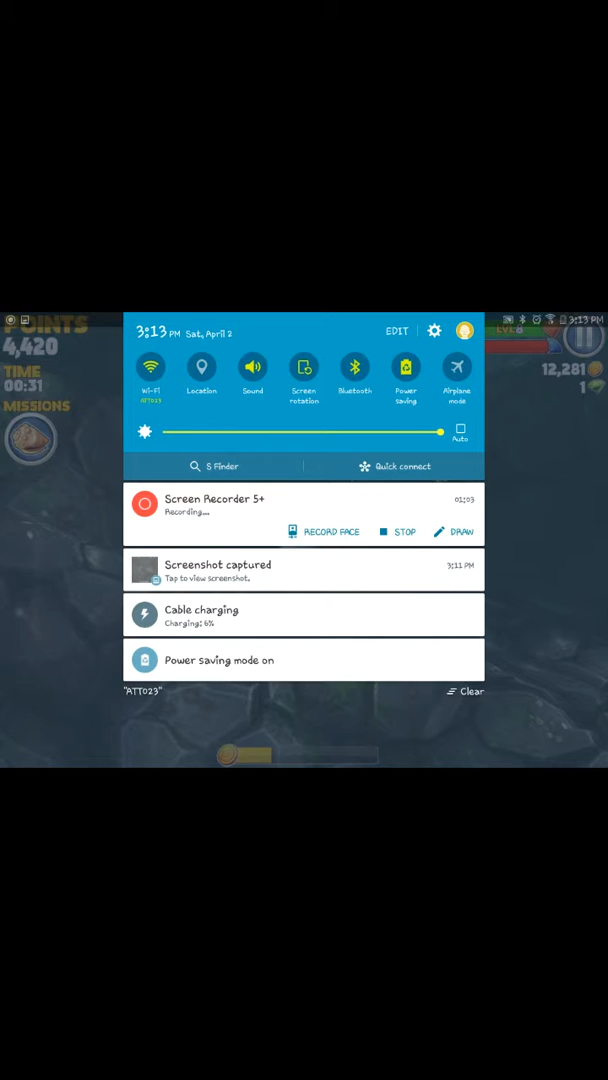 3:13 PM
POINTS
4,420
TIME
00:31
MISSIONS
3:13 PM Sat, April 2
EDIT
LVL 8
12,281
1
Wi-Fi
ATT023
Location
Sound
Screen rotation
Bluetooth
Power saving
Airplane mode
Auto
S Finder
Quick connect
Screen Recorder 5+
01:03
Recording...
RECORD FACE
STOP
DRAW
Screenshot captured
3:11 PM
Tap to view screenshot.
Cable charging
Charging: 6%
Power saving mode on
"ATT023"
Clear